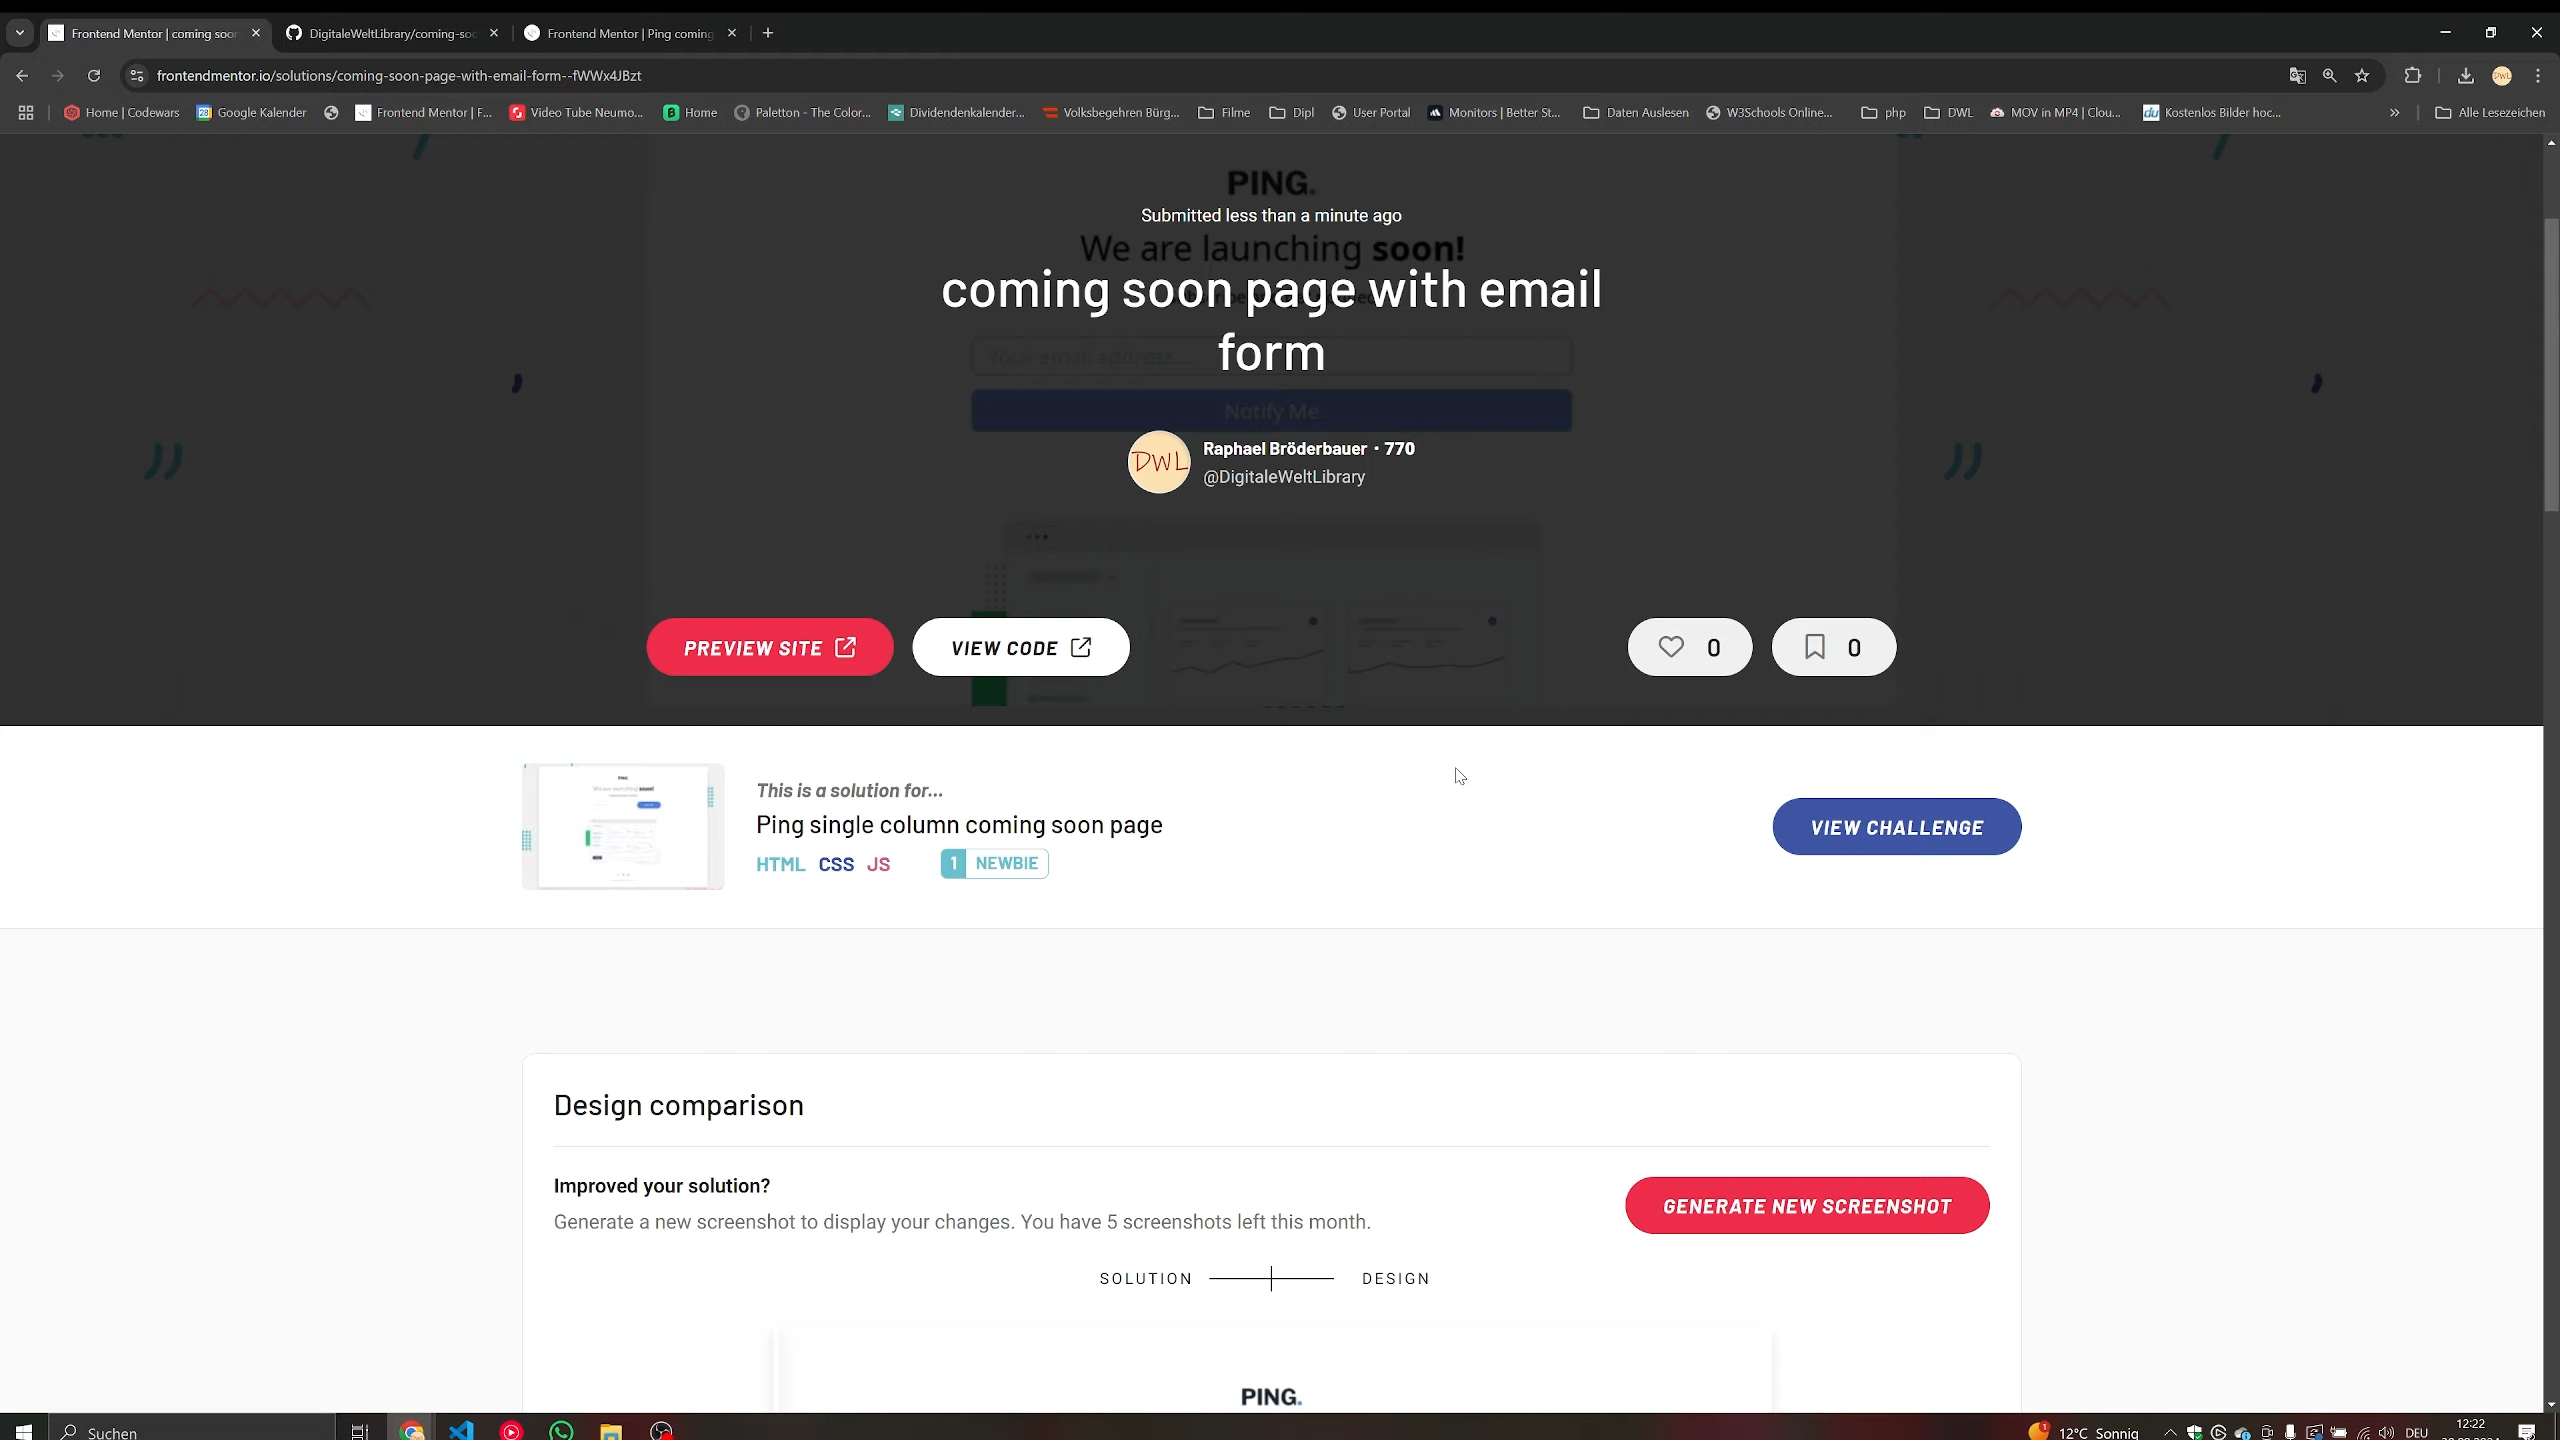 Frontend Mentor | coming soon
DigitaleWeltLibrary/coming-soo
Frontend Mentor | Ping coming
frontendmentor.io/solutions/coming-soon-page-with-email-form--fWWx4JBzt
Home | Codewars
Google Kalender
Frontend Mentor | F...
Video Tube Neumo...
Home
Paletton - The Color...
Dividendenkalender...
Volksbegehren Bürg...
Filme
Dipl
User Portal
Monitors | Better St...
Daten Auslesen
W3Schools Online...
php
DWL
MOV in MP4 | Clou...
Kostenlos Bilder hoc...
Alle Lesezeichen
PING.
Submitted less than a minute ago
We are launching soon!
coming soon page with email
form
Your email address...
Notify Me
DWL
Raphael Bröderbauer • 770
@DigitaleWeltLibrary
PREVIEW SITE
VIEW CODE
0
0
This is a solution for...
Ping single column coming soon page
HTML CSS JS
1 NEWBIE
VIEW CHALLENGE
Design comparison
Improved your solution?
Generate a new screenshot to display your changes. You have 5 screenshots left this month.
GENERATE NEW SCREENSHOT
SOLUTION
DESIGN
PING.
Suchen
12°C Sonnig
DEU
12:22